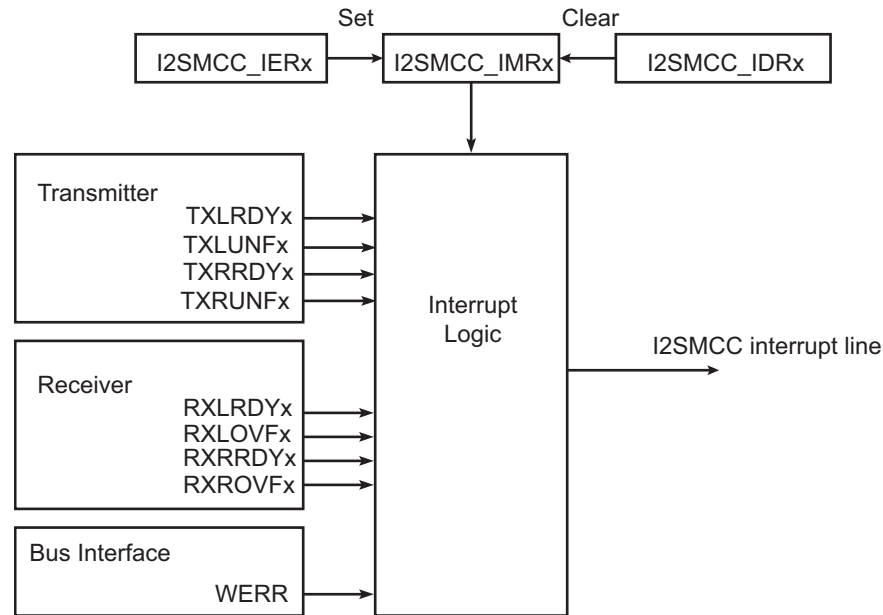 Set
Clear
I2SMCC_IERx
I2SMCC_IMRx
I2SMCC_IDRx
Transmitter
TXLRDYx
TXLUNFx
TXRRDYx
TXRUNFx
Interrupt
Logic
I2SMCC interrupt line
Receiver
RXLRDYx
RXLOVFx
RXRRDYx
RXROVFx
Bus Interface
WERR